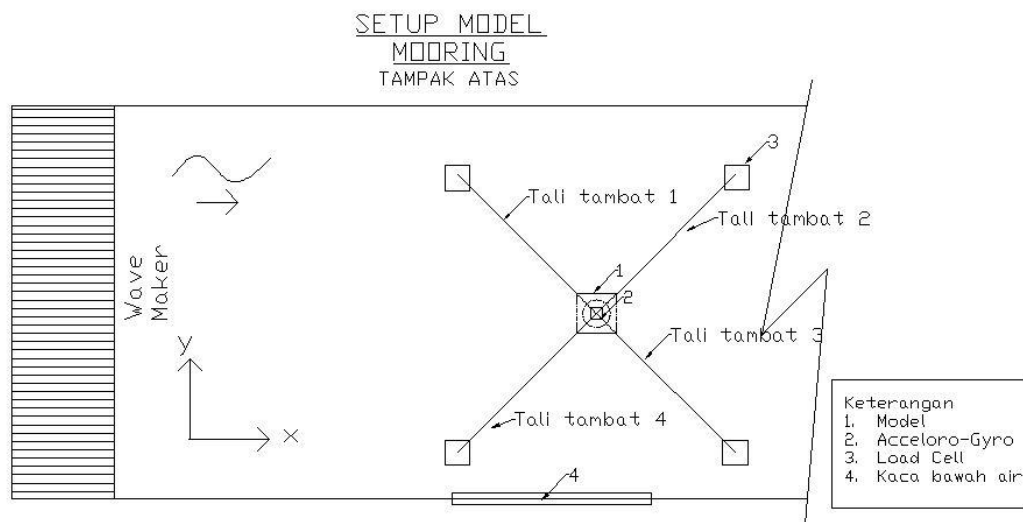 SETUP MODEL
MOORING
TAMPAK ATAS
3
Tali tambat 1
Tali tambat 2
Wave
Maker
1
2
Tali tambat 3
y
x
Tali tambat 4
4
Keterangan
1. Model
2. Acceloro-Gyro
3. Load Cell
4. Kaca bawah air